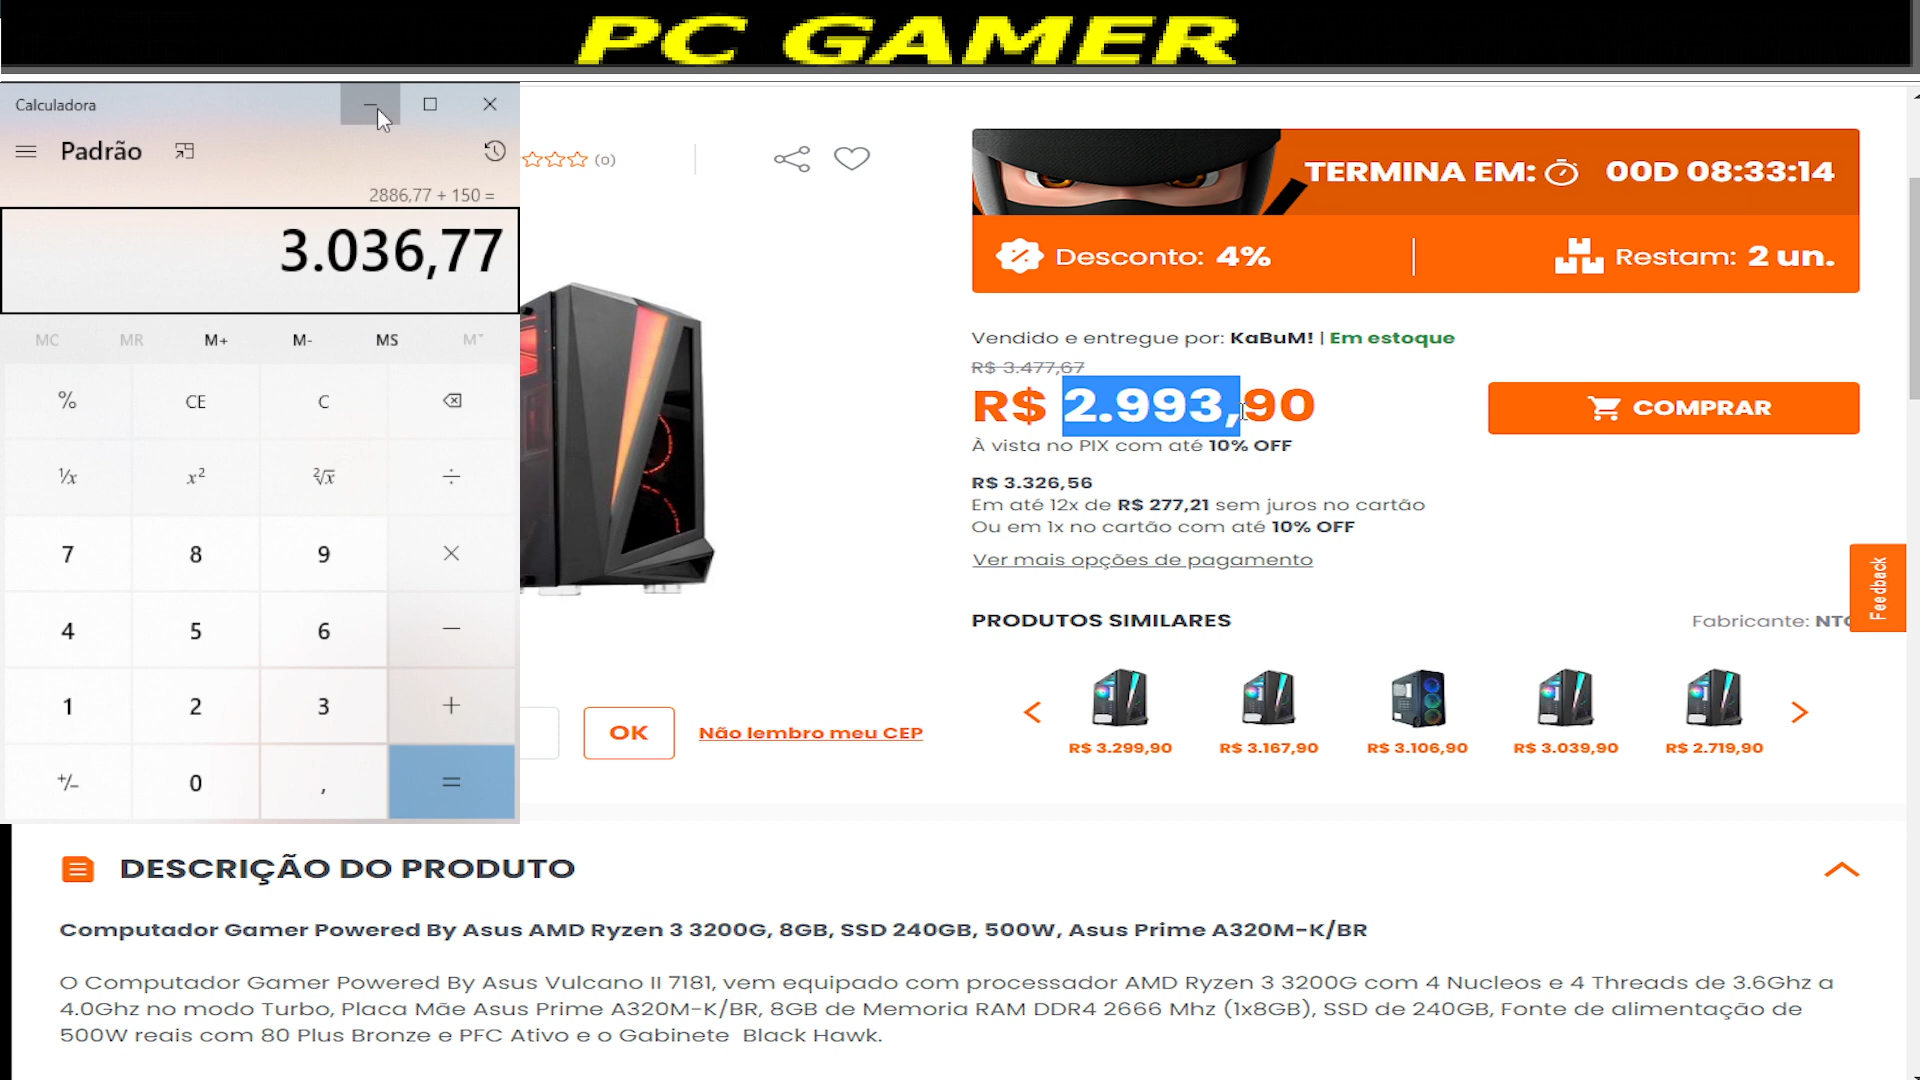 PC GAMER
Calculadora
Padrão
2886,77 + 150 =
3.036,77
MC MR M+ M- MS M˅
% CE C
¹/x x² ²√x ÷
7 8 9 ×
4 5 6 −
1 2 3 +
+/− 0 , =
(0)
TERMINA EM: 00D 08:33:14
Desconto: 4%
Restam: 2 un.
Vendido e entregue por: KaBuM! | Em estoque
R$ 3.477,67
R$ 2.993,90
COMPRAR
À vista no PIX com até 10% OFF
R$ 3.326,56
Em até 12x de R$ 277,21 sem juros no cartão
Ou em 1x no cartão com até 10% OFF
Ver mais opções de pagamento
Feedback
PRODUTOS SIMILARES
Fabricante:
R$ 3.299,90 R$ 3.167,90 R$ 3.106,90 R$ 3.039,90 R$ 2.719,90
OK
Não lembro meu CEP
DESCRIÇÃO DO PRODUTO
Computador Gamer Powered By Asus AMD Ryzen 3 3200G, 8GB, SSD 240GB, 500W, Asus Prime A320M-K/BR
O Computador Gamer Powered By Asus Vulcano II 7181, vem equipado com processador AMD Ryzen 3 3200G com 4 Nucleos e 4 Threads de 3.6Ghz a
4.0Ghz no modo Turbo, Placa Mãe Asus Prime A320M-K/BR, 8GB de Memoria RAM DDR4 2666 Mhz (1x8GB), SSD de 240GB, Fonte de alimentação de
500W reais com 80 Plus Bronze e PFC Ativo e o Gabinete Black Hawk.